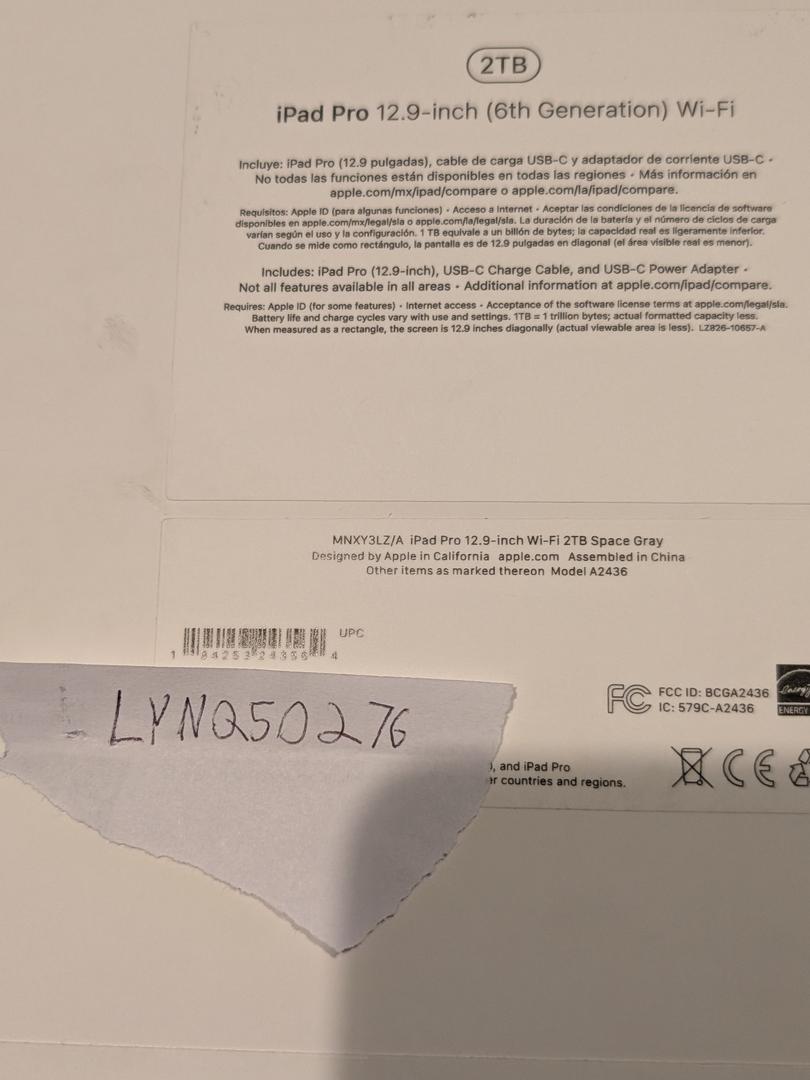 2TB
iPad Pro 12.9-inch (6th Generation) Wi-Fi
Incluye: iPad Pro (12.9 pulgadas), cable de carga USB-C y adaptador de corriente USB-C •
No todas las funciones están disponibles en todas las regiones • Más información en
apple.com/mx/ipad/compare o apple.com/la/ipad/compare.
Requisitos: Apple ID (para algunas funciones) • Acceso a Internet • Aceptar las condiciones de la licencia de software
disponibles en apple.com/mx/legal/sla o apple.com/la/legal/sla. La duración de la batería y el número de ciclos de carga
varían según el uso y la configuración. 1 TB equivale a un billón de bytes; la capacidad real es ligeramente inferior.
Cuando se mide como rectángulo, la pantalla es de 12.9 pulgadas en diagonal (el área visible real es menor).
Includes: iPad Pro (12.9-inch), USB-C Charge Cable, and USB-C Power Adapter •
Not all features available in all areas • Additional information at apple.com/ipad/compare.
Requires: Apple ID (for some features) • Internet access • Acceptance of the software license terms at apple.com/legal/sla.
Battery life and charge cycles vary with use and settings. 1TB = 1 trillion bytes; actual formatted capacity less.
When measured as a rectangle, the screen is 12.9 inches diagonally (actual viewable area is less). LZ826-10657-A
MNXY3LZ/A iPad Pro 12.9-inch Wi-Fi 2TB Space Gray
Designed by Apple in California apple.com Assembled in China
Other items as marked thereon Model A2436
UPC
LYNQ50276
FC FCC ID: BCGA2436
IC: 579C-A2436
ENERGY
, and iPad Pro
countries and regions.
CE